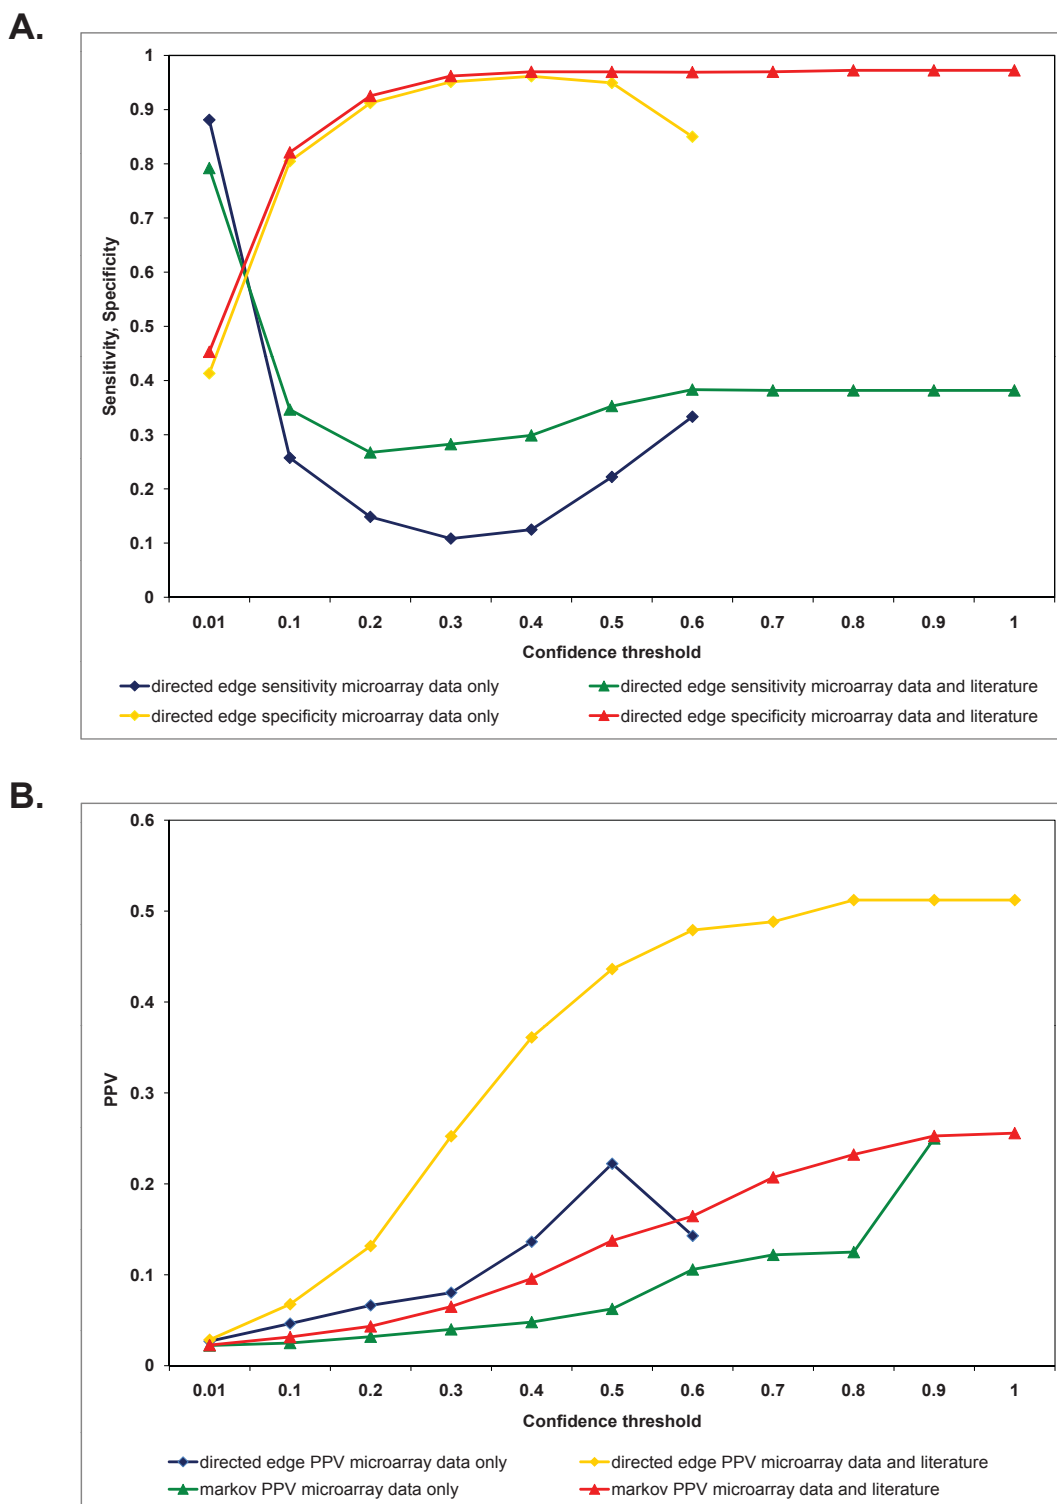 A.
1
0.9
0.8
0.7
0.6
0.5
0.4
0.3
0.2
0.1
0
Sensitivity, Specificity
0.01 0.1 0.2 0.3 0.4 0.5 0.6 0.7 0.8 0.9 1
Confidence threshold
directed edge sensitivity microarray data only directed edge sensitivity microarray data and literature
directed edge specificity microarray data only directed edge specificity microarray data and literature
B.
0.6
0.5
0.4
0.3
0.2
0.1
0
PPV
0.01 0.1 0.2 0.3 0.4 0.5 0.6 0.7 0.8 0.9 1
Confidence threshold
directed edge PPV microarray data only directed edge PPV microarray data and literature
markov PPV microarray data only markov PPV microarray data and literature